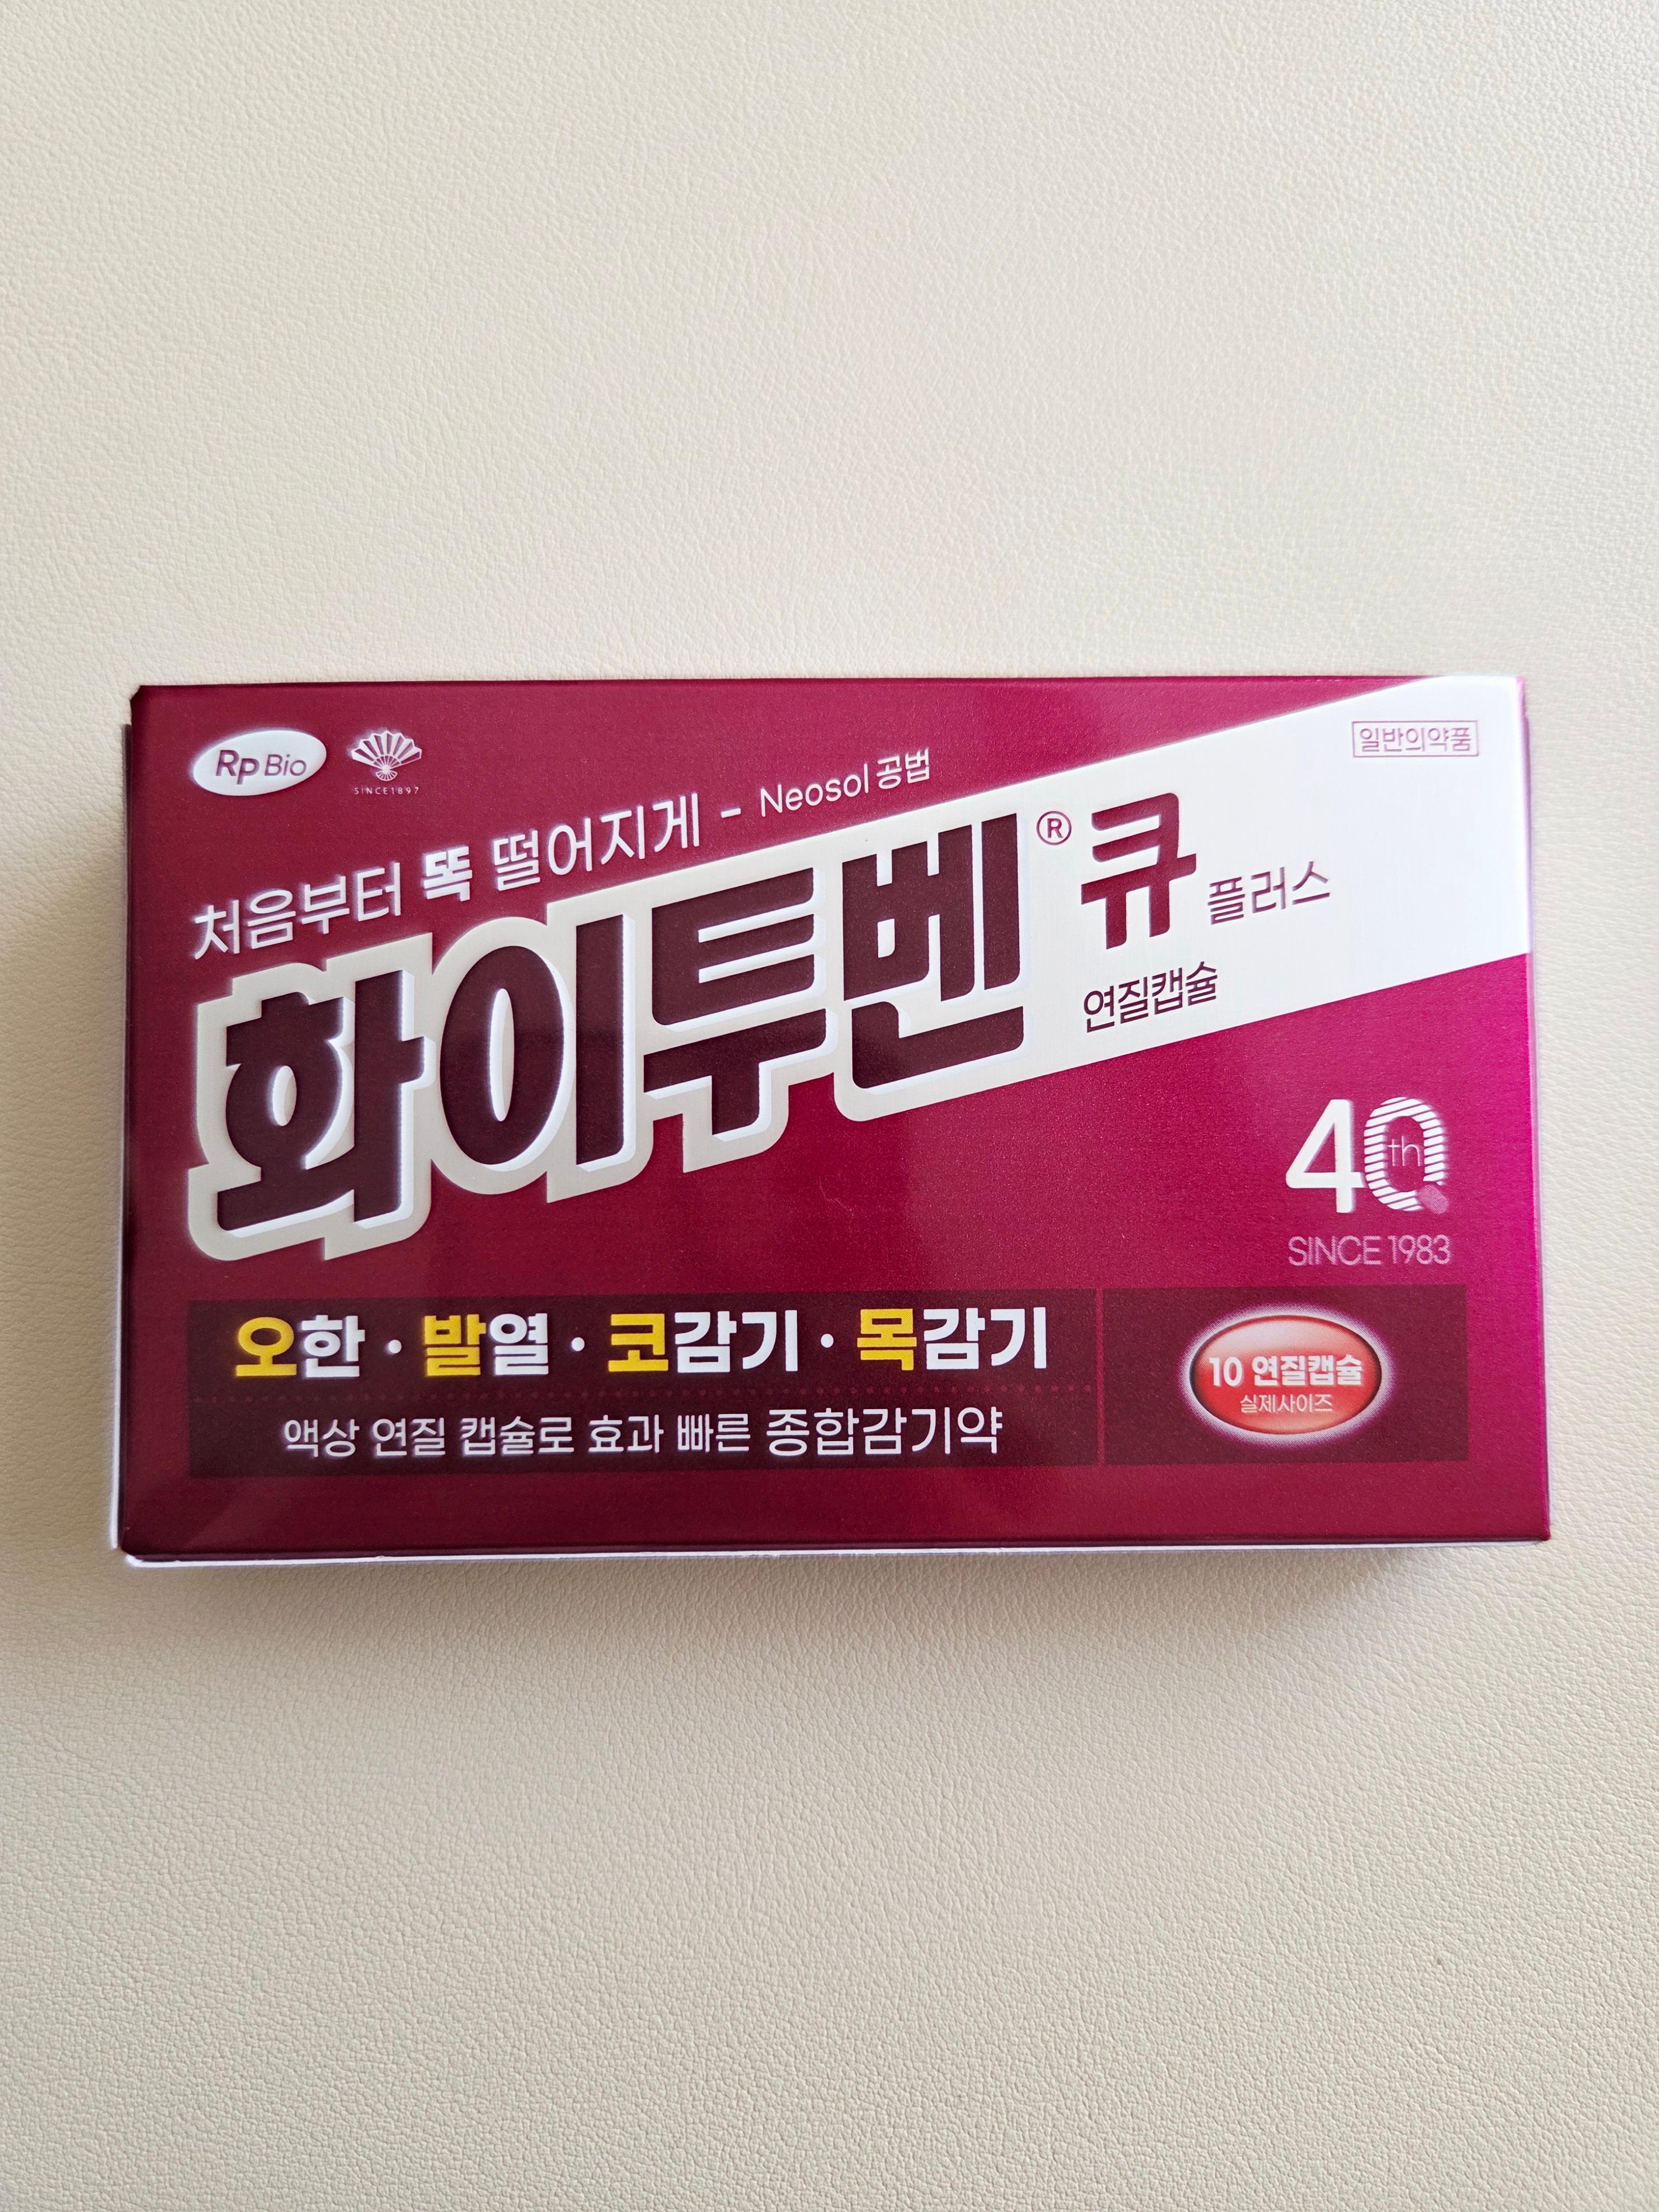 Rp Bio
SINCE1897
일반의약품
처음부터 똑 떨어지게 - Neosol 공법
화이투벤® 큐 플러스
연질캡슐
40th
SINCE 1983
오한 · 발열 · 코감기 · 목감기
액상 연질 캡슐로 효과 빠른 종합감기약
10 연질캡슐
실제사이즈